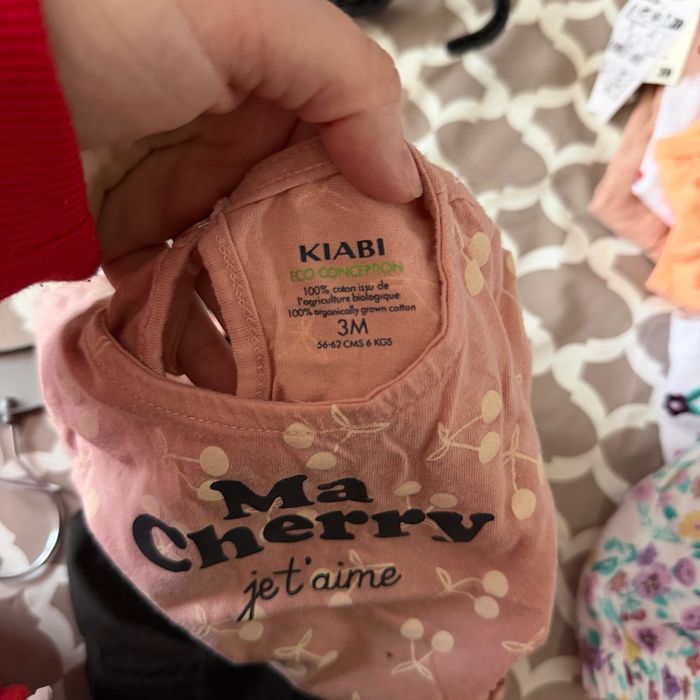 KIABI
ECO CONCEPTION
100% coton issu de
l'agriculture biologique
100% organically grown cotton
3M
56-62 CMS 6 KGS
Ma
Cherry
je t'aime